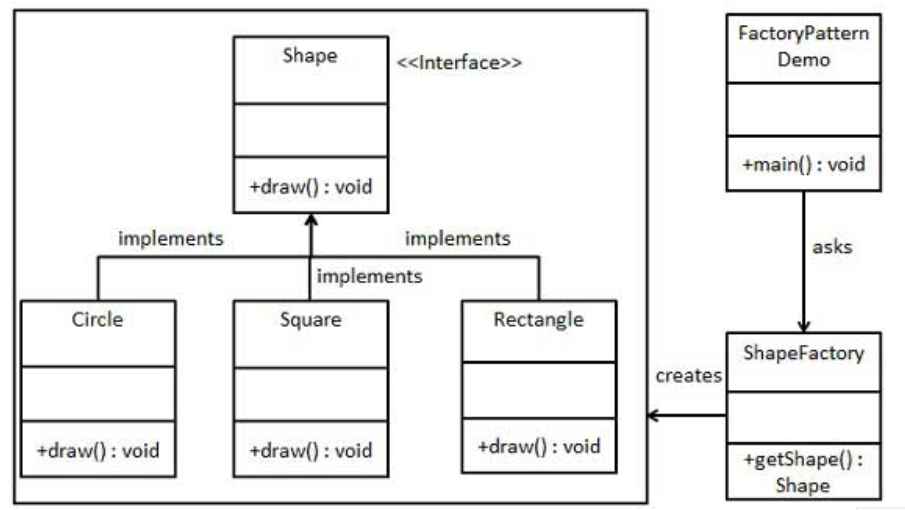 Shape
<<Interface>>
+draw() : void
implements
implements
implements
Circle
+draw() : void
Square
+draw() : void
Rectangle
+draw() : void
FactoryPattern
Demo
+main() : void
asks
ShapeFactory
+getShape() :
Shape
creates